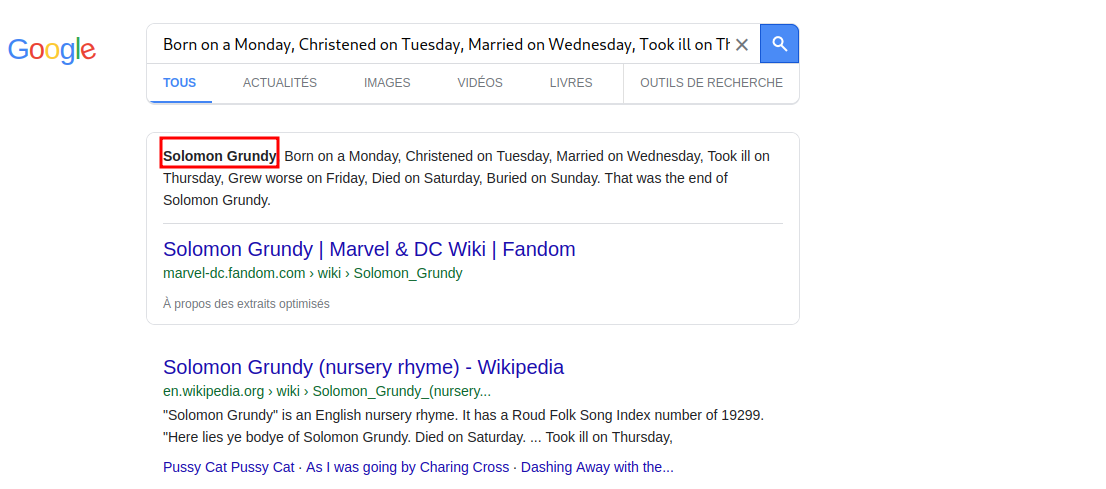 Google
Born on a Monday, Christened on Tuesday, Married on Wednesday, Took ill on Th
TOUS ACTUALITÉS IMAGES VIDÉOS LIVRES OUTILS DE RECHERCHE
Solomon Grundy Born on a Monday, Christened on Tuesday, Married on Wednesday, Took ill on
Thursday, Grew worse on Friday, Died on Saturday, Buried on Sunday. That was the end of
Solomon Grundy.
Solomon Grundy | Marvel & DC Wiki | Fandom
marvel-dc.fandom.com › wiki › Solomon_Grundy
À propos des extraits optimisés
Solomon Grundy (nursery rhyme) - Wikipedia
en.wikipedia.org › wiki › Solomon_Grundy_(nursery...
"Solomon Grundy" is an English nursery rhyme. It has a Roud Folk Song Index number of 19299.
"Here lies ye bodye of Solomon Grundy. Died on Saturday. ... Took ill on Thursday,
Pussy Cat Pussy Cat · As I was going by Charing Cross · Dashing Away with the...